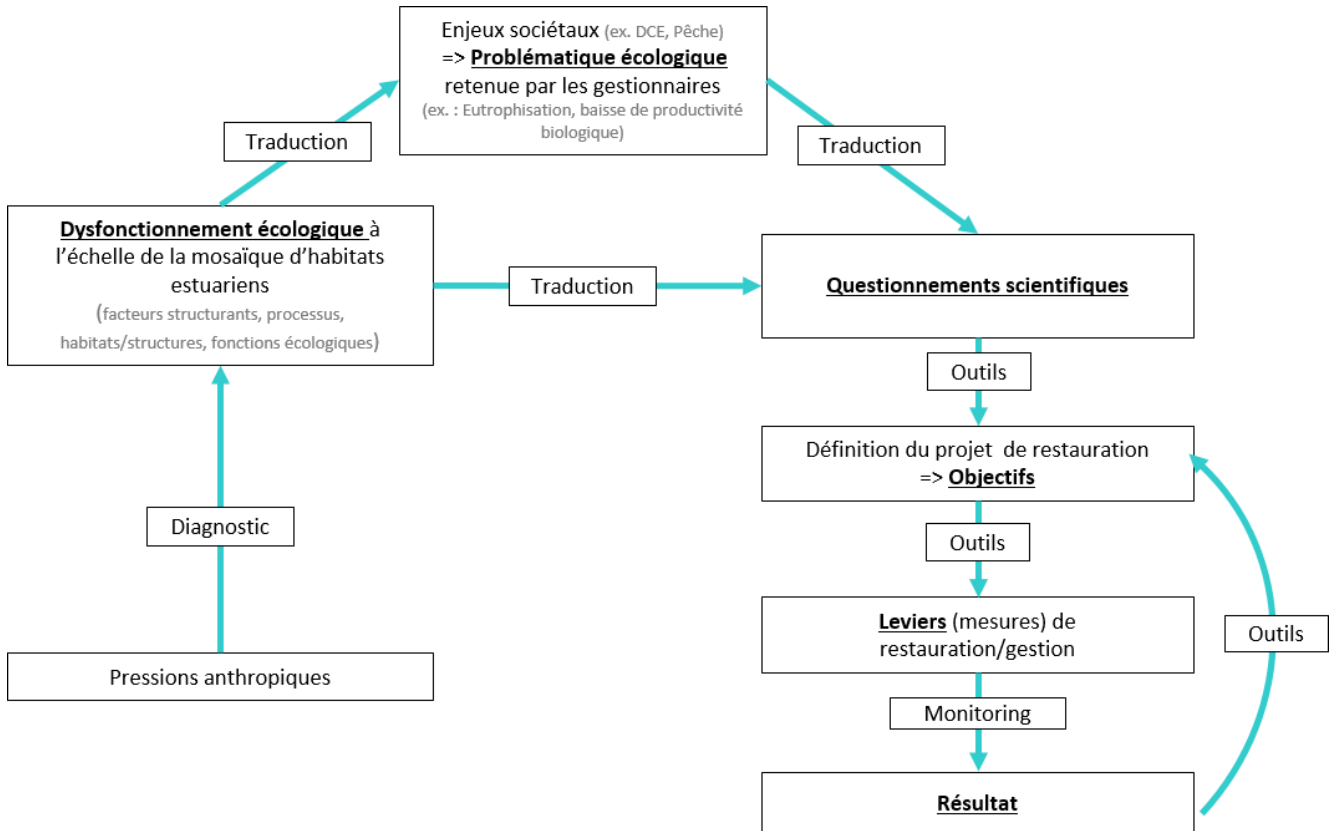 Enjeux sociétaux (ex. DCE, Pêche)
=> Problématique écologique
retenue par les gestionnaires
(ex. : Eutrophisation, baisse de productivité
biologique)
Traduction
Traduction
Dysfonctionnement écologique à
l'échelle de la mosaïque d'habitats
estuariens
(facteurs structurants, processus,
habitats/structures, fonctions écologiques)
Traduction
Questionnements scientifiques
Outils
Définition du projet de restauration
=> Objectifs
Diagnostic
Outils
Leviers (mesures) de
restauration/gestion
Outils
Pressions anthropiques
Monitoring
Résultat